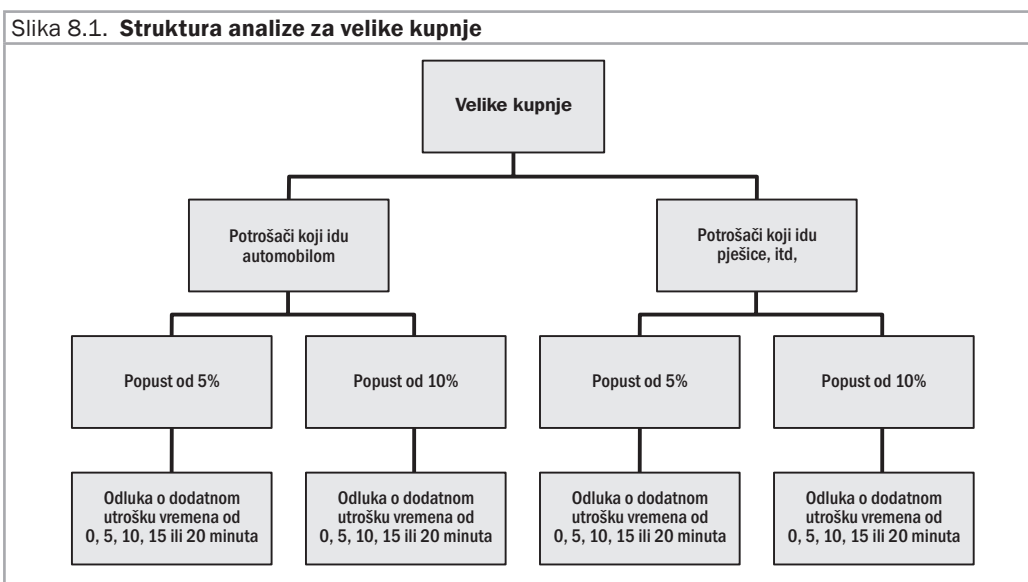 Slika 8.1. Struktura analize za velike kupnje
Velike kupnje
Potrošači koji idu
automobilom
Potrošači koji idu
pješice, itd,
Popust od 5%
Popust od 10%
Popust od 5%
Popust od 10%
Odluka o dodatnom
utrošku vremena od
0, 5, 10, 15 ili 20 minuta
Odluka o dodatnom
utrošku vremena od
0, 5, 10, 15 ili 20 minuta
Odluka o dodatnom
utrošku vremena od
0, 5, 10, 15 ili 20 minuta
Odluka o dodatnom
utrošku vremena od
0, 5, 10, 15 ili 20 minuta